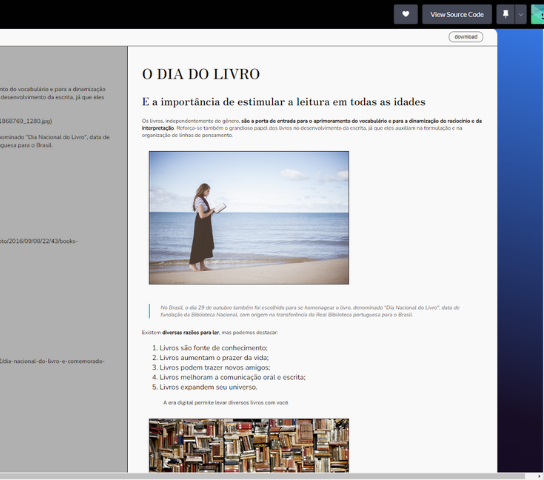 View Source Code
download
nto de vocabulário e para a dinamização
desenvolvimento da escrita, já que eles
1868769_1280.jpg)
nominado "Dia Nacional do Livro", data de
guesa para o Brasil.
oto/2016/09/08/22/43/books-
/dia-nacional-do-livro-e-comemorado-
O DIA DO LIVRO
E a importância de estimular a leitura em todas as idades
Os livros, independentemente do gênero, são a porta de entrada para o aprimoramento do vocabulário e para a dinamização do raciocínio e da
interpretação. Reforça-se também o grandioso papel dos livros no desenvolvimento da escrita, já que eles auxiliam na formulação e na
organização de linhas de pensamento.
No Brasil, o dia 29 de outubro também foi escolhido para se homenagear o livro, denominado "Dia Nacional do Livro", data de
fundação da Biblioteca Nacional, com origem na transferência da Real Biblioteca portuguesa para o Brasil.
Existem diversas razões para ler, mas podemos destacar:
1. Livros são fonte de conhecimento;
2. Livros aumentam o prazer da vida;
3. Livros podem trazer novos amigos;
4. Livros melhoram a comunicação oral e escrita;
5. Livros expandem seu universo.
A era digital permite levar diversos livros com você